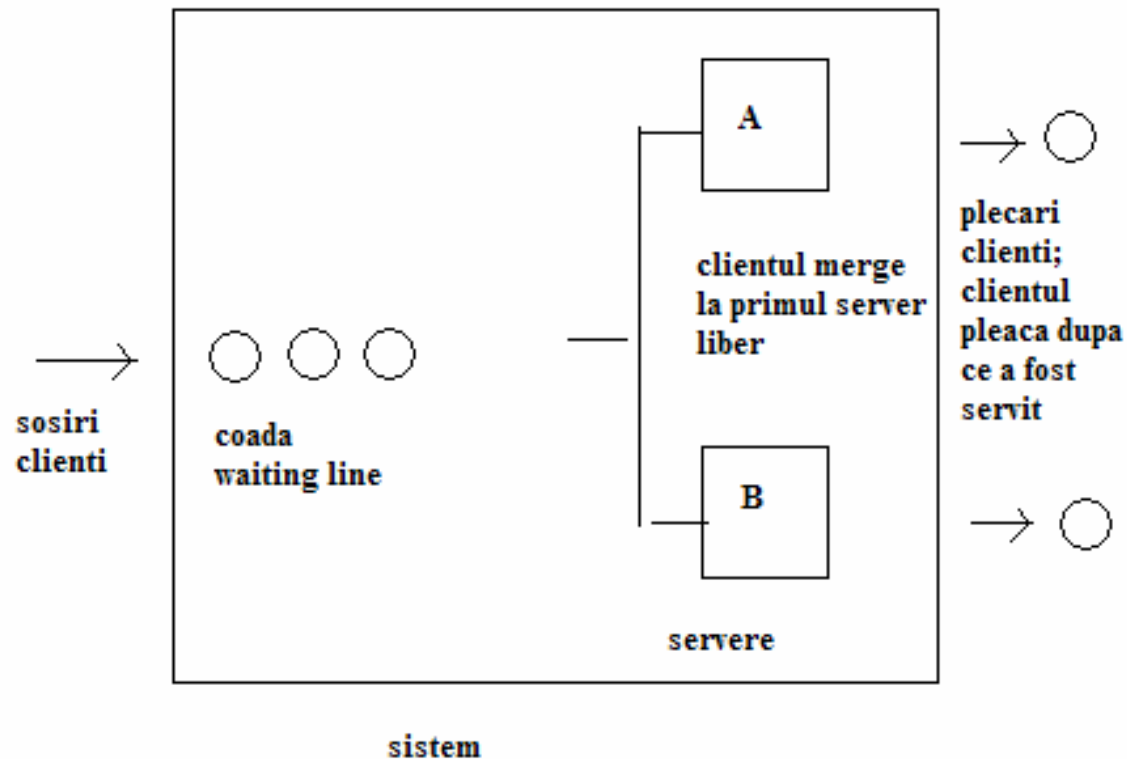 A
clientul merge
la primul server
liber
plecari
clienti;
clientul
pleaca dupa
ce a fost
servit
sosiri
clienti
coada
waiting line
B
servere
sistem